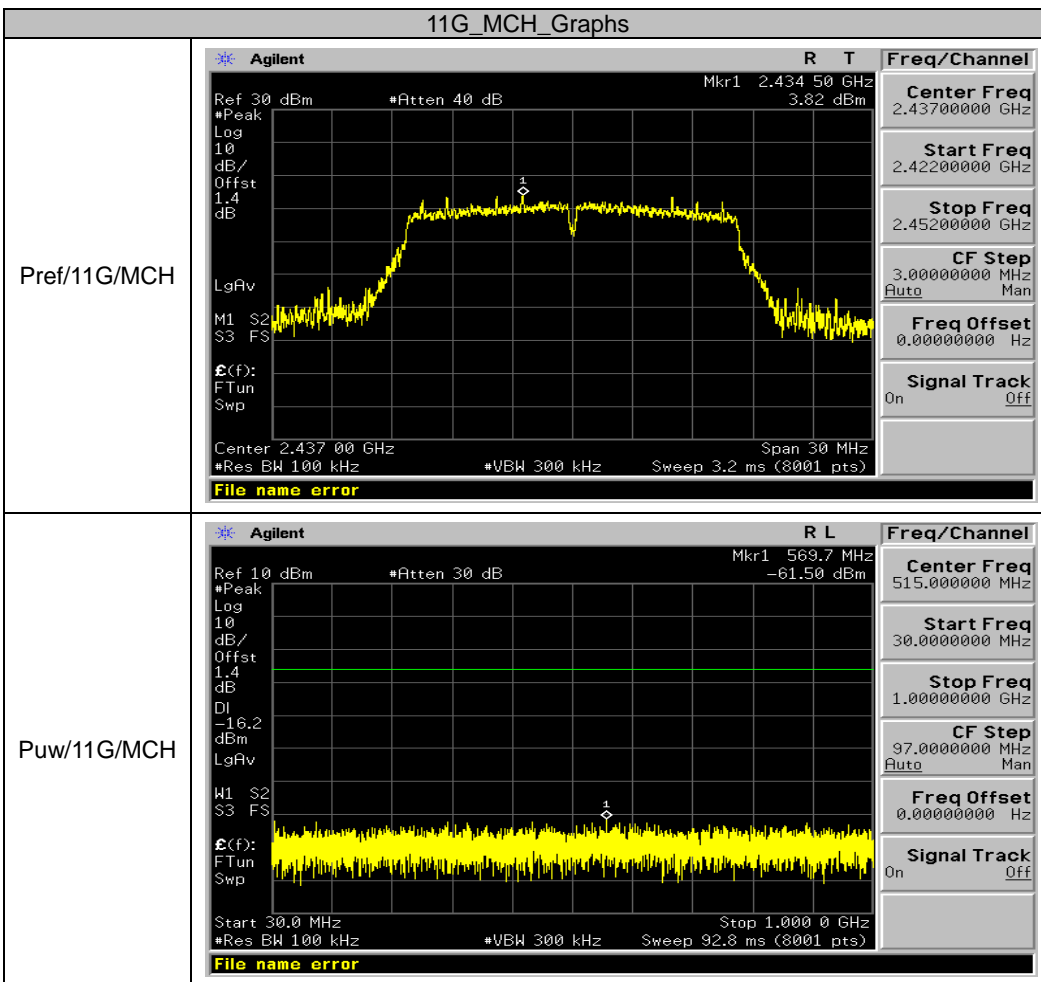 11G_MCH_Graphs
Pref/11G/MCH
Agilent
R T
Mkr1 2.434 50 GHz
Ref 30 dBm #Atten 40 dB 3.82 dBm
#Peak
Log
10
dB/
Offst
1.4
dB
LgAv
M1 S2
S3 FS
£(f):
FTun
Swp
1
Center 2.437 00 GHz Span 30 MHz
#Res BW 100 kHz #VBW 300 kHz Sweep 3.2 ms (8001 pts)
File name error
Freq/Channel
Center Freq
2.43700000 GHz
Start Freq
2.42200000 GHz
Stop Freq
2.45200000 GHz
CF Step
3.00000000 MHz
Auto Man
Freq Offset
0.00000000 Hz
Signal Track
On Off
Puw/11G/MCH
Agilent
R L
Mkr1 569.7 MHz
Ref 10 dBm #Atten 30 dB -61.50 dBm
#Peak
Log
10
dB/
Offst
1.4
dB
DI
-16.2
dBm
LgAv
W1 S2
S3 FS
£(f):
FTun
Swp
1
Start 30.0 MHz Stop 1.000 0 GHz
#Res BW 100 kHz #VBW 300 kHz Sweep 92.8 ms (8001 pts)
File name error
Freq/Channel
Center Freq
515.000000 MHz
Start Freq
30.0000000 MHz
Stop Freq
1.00000000 GHz
CF Step
97.0000000 MHz
Auto Man
Freq Offset
0.00000000 Hz
Signal Track
On Off